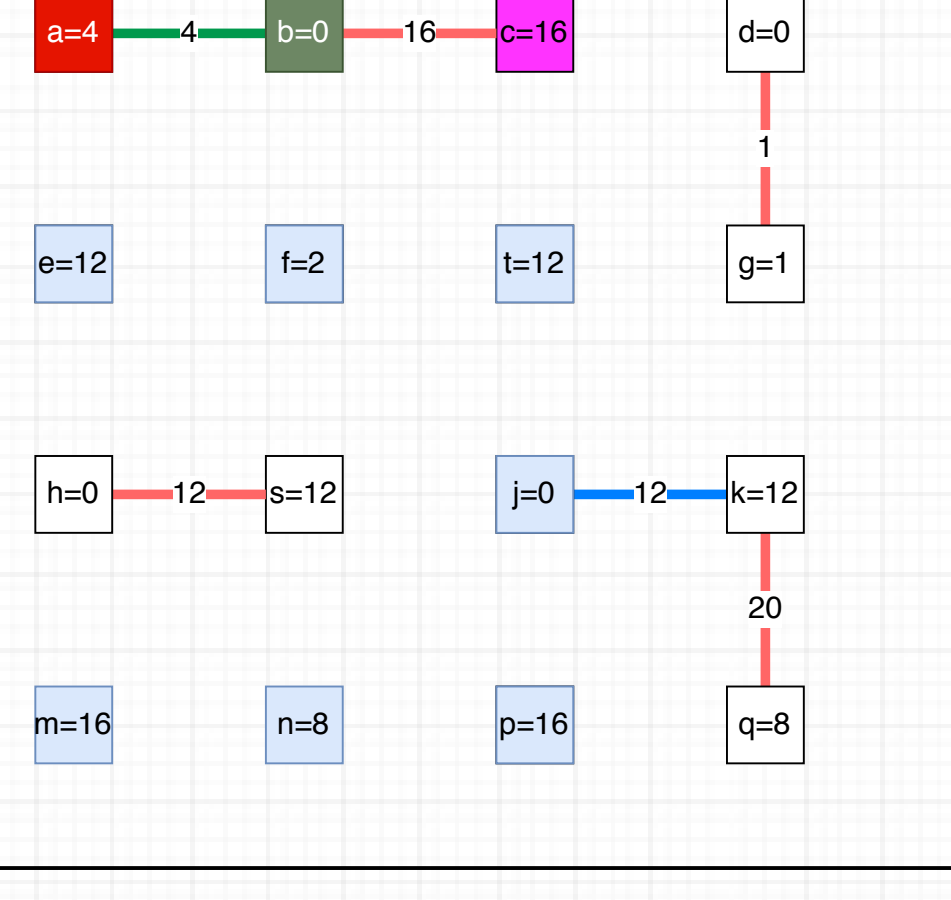 a=4 4 b=0 16 c=16 d=0
1
e=12 f=2 t=12 g=1
h=0 12 s=12 j=0 12 k=12
20
m=16 n=8 p=16 q=8